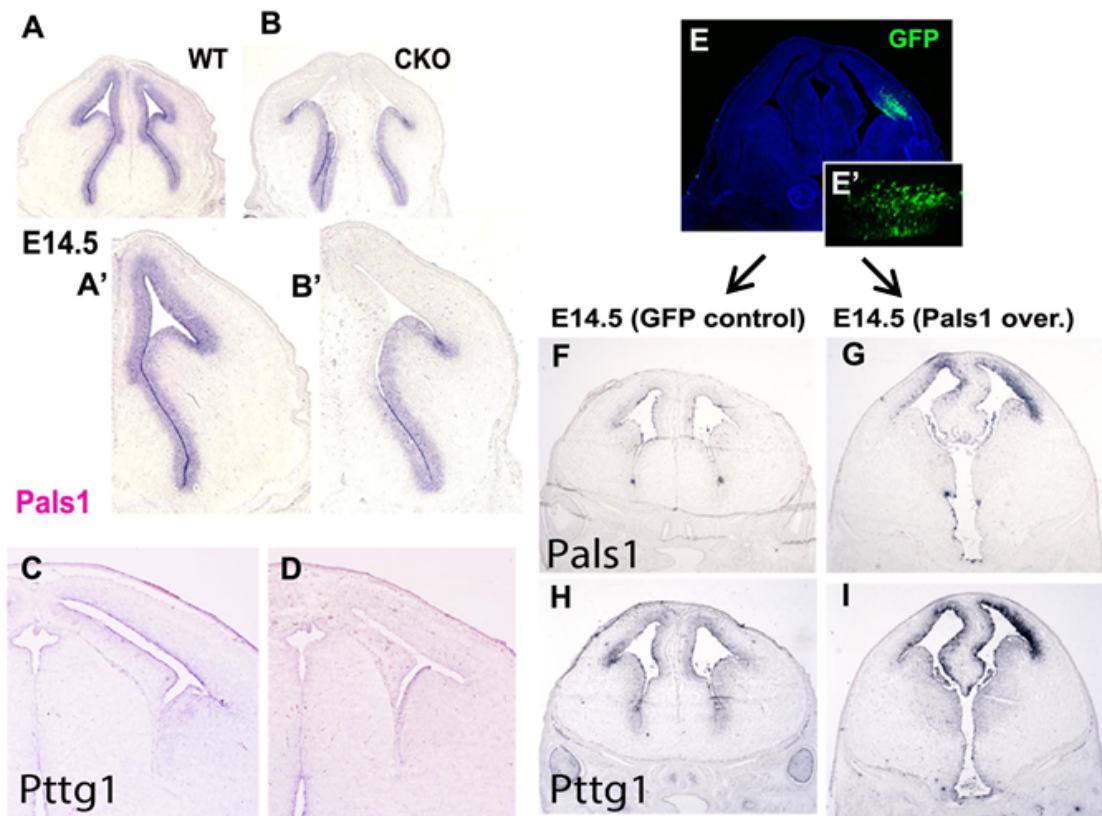 A
WT
B
CKO
E14.5
A'
B'
Pals1
C
Pttg1
D
E
GFP
E'
E14.5 (GFP control)
E14.5 (Pals1 over.)
F
Pals1
G
H
Pttg1
I